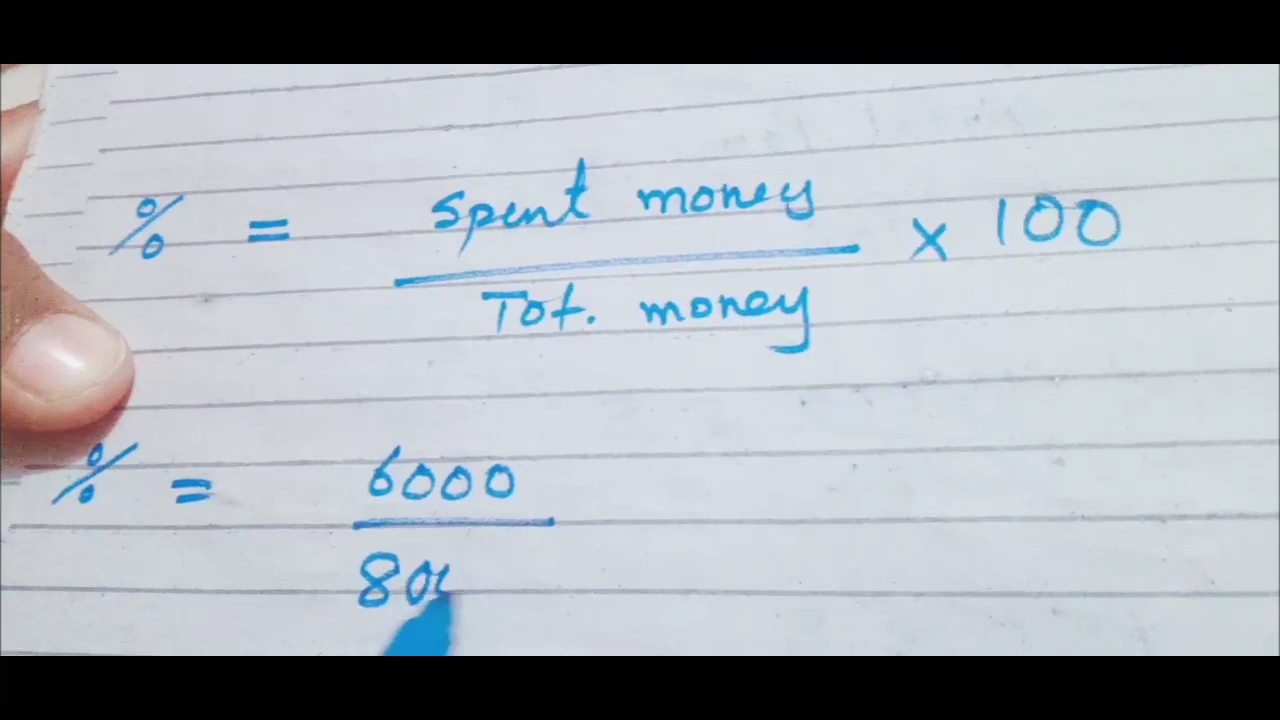 % = spent money / Tot. money × 100
% = 6000 / 80